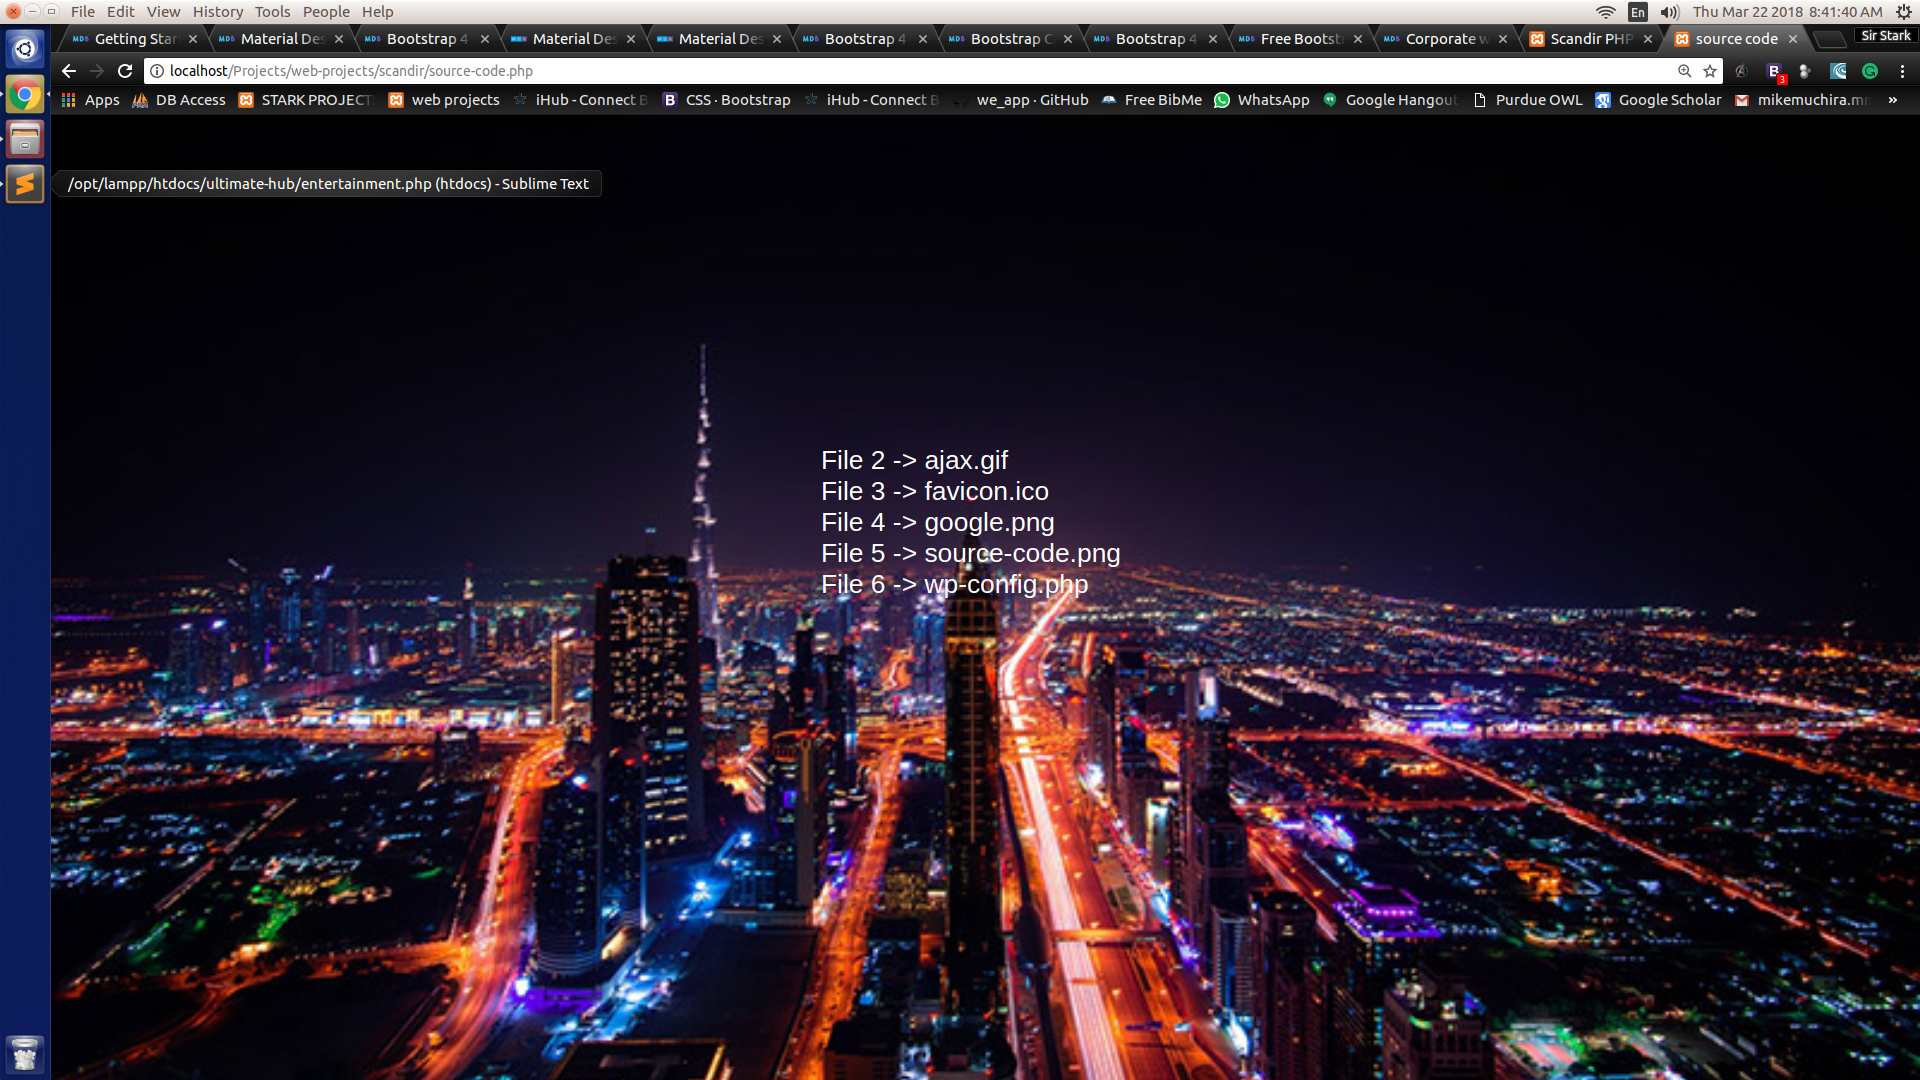 File Edit View History Tools People Help
En Thu Mar 22 2018 8:41:40 AM
Getting Star Material Des Bootstrap 4 Material Des Material Des Bootstrap 4 Bootstrap C Bootstrap 4 Free Bootst Corporate w Scandir PHP source code Sir Stark
localhost/Projects/web-projects/scandir/source-code.php 3
Apps DB Access STARK PROJECT web projects iHub - Connect B CSS · Bootstrap iHub - Connect B we_app · GitHub Free BibMe WhatsApp Google Hangout Purdue OWL Google Scholar mikemuchira.mn »
/opt/lampp/htdocs/ultimate-hub/entertainment.php (htdocs) - Sublime Text
File 2 -> ajax.gif
File 3 -> favicon.ico
File 4 -> google.png
File 5 -> source-code.png
File 6 -> wp-config.php